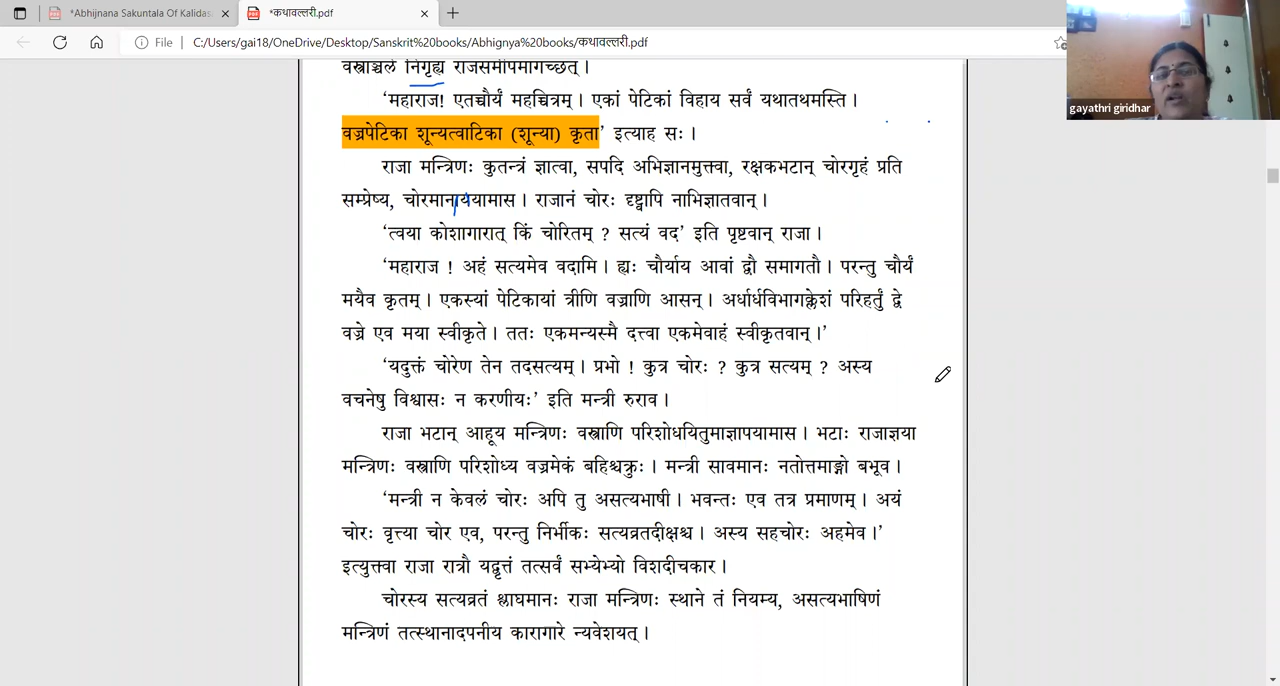 *Abhijnana Sakuntala Of Kalidas
*कथावल्लरी.pdf
File
C:/Users/gai18/OneDrive/Desktop/Sanskrit%20books/Abhignya%20books/कथावल्लरी.pdf
gayathri giridhar
वस्त्राञ्चलं निगृह्य राजसमीपमागच्छत् ।
‘महाराज! एतच्चौर्यं महच्चित्रम् । एकां पेटिकां विहाय सर्वं यथातथमस्ति ।
वज्रपेटिका शून्यत्वाटिका (शून्या) कृता’ इत्याह सः ।
राजा मन्त्रिणः कुतन्त्रं ज्ञात्वा, सपदि अभिज्ञानमुक्त्वा, रक्षकभटान् चोरगृहं प्रति
सम्प्रेष्य, चोरमानाययामास । राजानं चोरः दृष्ट्वापि नाभिज्ञातवान् ।
‘त्वया कोशागारात् किं चोरितम् ? सत्यं वद’ इति पृष्टवान् राजा ।
‘महाराज ! अहं सत्यमेव वदामि । ह्यः चौर्याय आवां द्वौ समागतौ । परन्तु चौर्यं
मयैव कृतम् । एकस्यां पेटिकायां त्रीणि वज्राणि आसन् । अर्धार्धविभागक्लेशं परिहर्तुं द्वे
वज्रे एव मया स्वीकृते । ततः एकमन्यस्मै दत्त्वा एकमेवाहं स्वीकृतवान् ।’
‘यदुक्तं चोरेण तेन तदसत्यम् । प्रभो ! कुत्र चोरः ? कुत्र सत्यम् ? अस्य
वचनेषु विश्वासः न करणीयः’ इति मन्त्री रुराव ।
राजा भटान् आहूय मन्त्रिणः वस्त्राणि परिशोधयितुमाज्ञापयामास । भटाः राजाज्ञया
मन्त्रिणः वस्त्राणि परिशोध्य वज्रमेकं बहिश्चक्रुः । मन्त्री सावमानः नतोत्तमाङ्गो बभूव ।
‘मन्त्री न केवलं चोरः अपि तु असत्यभाषी । भवन्तः एव तत्र प्रमाणम् । अयं
चोरः वृत्त्या चोर एव, परन्तु निर्भीकः सत्यव्रतदीक्षश्च । अस्य सहचोरः अहमेव ।’
इत्युक्त्वा राजा रात्रौ यद्वृत्तं तत्सर्वं सभ्येभ्यो विशदीचकार ।
चोरस्य सत्यव्रतं श्लाघमानः राजा मन्त्रिणः स्थाने तं नियम्य, असत्यभाषिणं
मन्त्रिणं तत्स्थानादपनीय कारागारे न्यवेशयत् ।